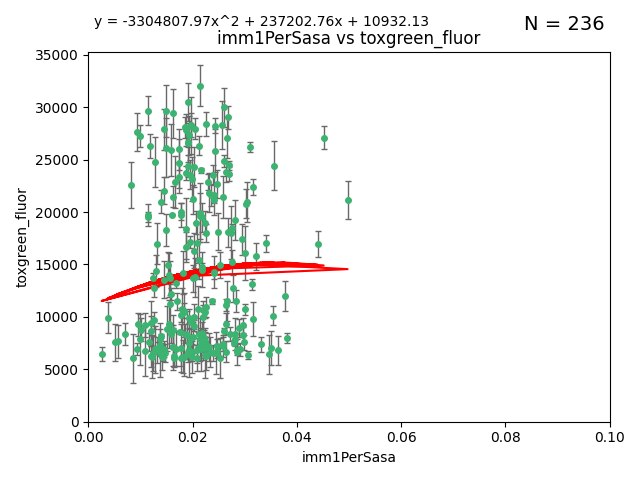 y = -3304807.97x^2 + 237202.76x + 10932.13
N = 236
imm1PerSasa vs toxgreen_fluor
35000
30000
25000
20000
15000
10000
5000
0
toxgreen_fluor
0.00 0.02 0.04 0.06 0.08 0.10
imm1PerSasa